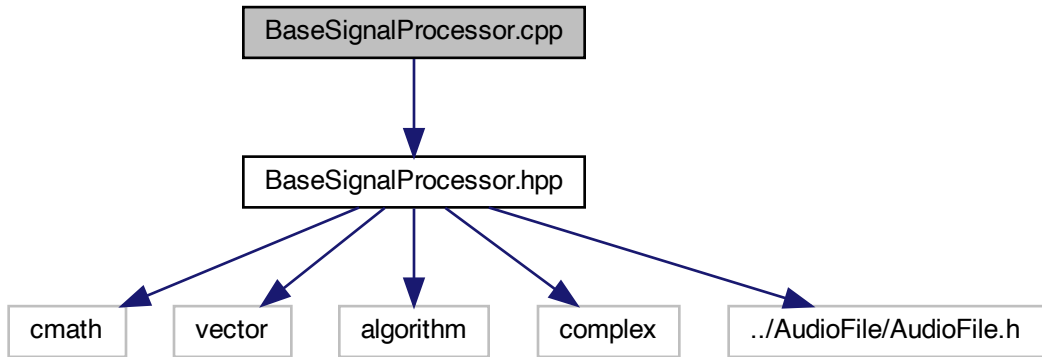 BaseSignalProcessor.cpp
BaseSignalProcessor.hpp
cmath
vector
algorithm
complex
../AudioFile/AudioFile.h